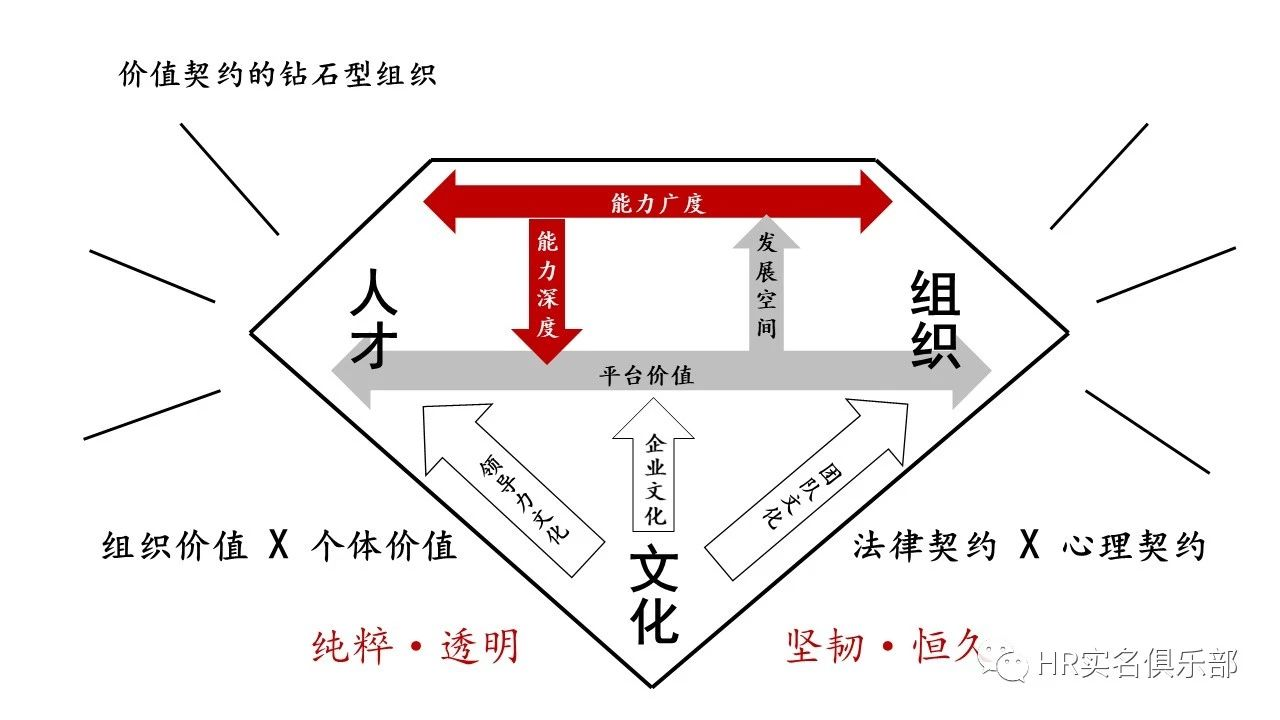 价值契约的钻石型组织
能力广度
能力深度
发展空间
人才
组织
平台价值
领导力文化
企业文化
团队文化
组织价值 X 个体价值
法律契约 X 心理契约
文化
纯粹·透明
坚韧·恒久
HR实名俱乐部